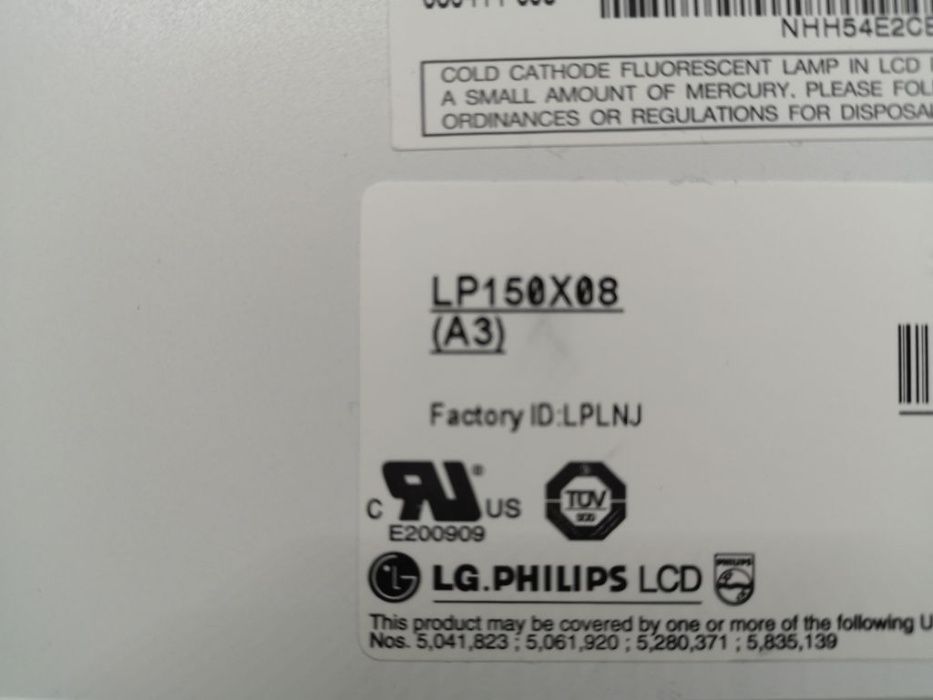 NHH54E2CE
COLD CATHODE FLUORESCENT LAMP IN LCD
A SMALL AMOUNT OF MERCURY. PLEASE FOL
ORDINANCES OR REGULATIONS FOR DISPOSA
LP150X08
(A3)
Factory ID:LPLNJ
C RU ® US
TÜV
E200909
LG.PHILIPS LCD PHILIPS
This product may be covered by one or more of the following U
Nos. 5,041,823 ; 5,061,920 ; 5,280,371 ; 5,835,139